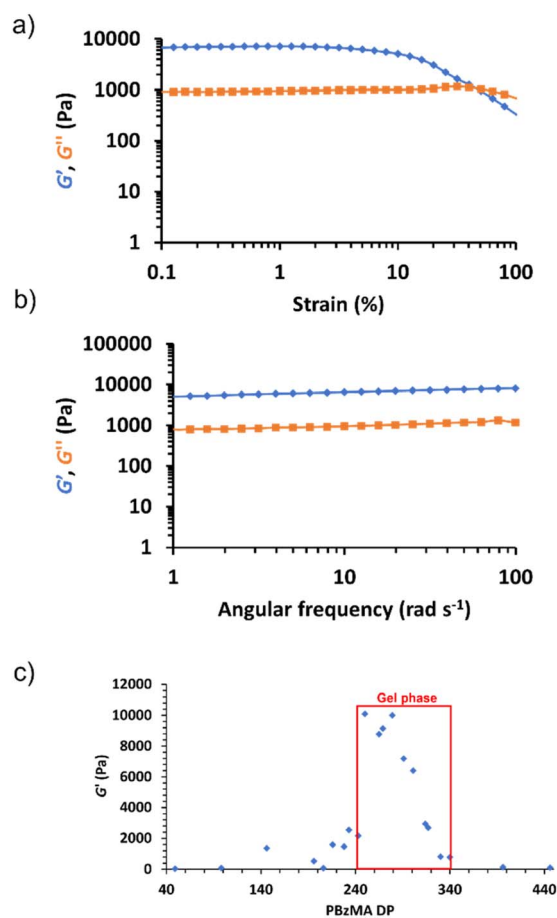 a)
10000
1000
100
10
1
G', G'' (Pa)
0.1 1 10 100
Strain (%)
b)
100000
10000
1000
100
10
1
G', G'' (Pa)
1 10 100
Angular frequency (rad s⁻¹)
c)
12000
10000
8000
6000
4000
2000
0
G' (Pa)
Gel phase
40 140 240 340 440
PBzMA DP